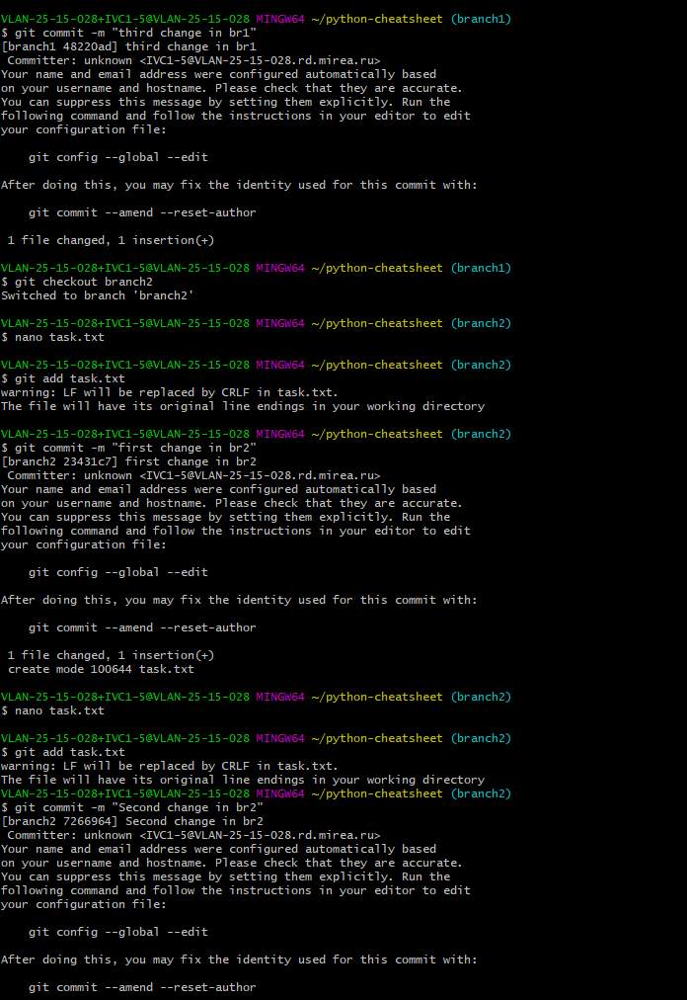 VLAN-25-15-028+IVC1-5@VLAN-25-15-028 MINGW64 ~/python-cheatsheet (branch1)
$ git commit -m "third change in br1"
[branch1 48220ad] third change in br1
 Committer: unknown <IVC1-5@VLAN-25-15-028.rd.mirea.ru>
Your name and email address were configured automatically based
on your username and hostname. Please check that they are accurate.
You can suppress this message by setting them explicitly. Run the
following command and follow the instructions in your editor to edit
your configuration file:

    git config --global --edit

After doing this, you may fix the identity used for this commit with:

    git commit --amend --reset-author

 1 file changed, 1 insertion(+)

VLAN-25-15-028+IVC1-5@VLAN-25-15-028 MINGW64 ~/python-cheatsheet (branch1)
$ git checkout branch2
Switched to branch 'branch2'

VLAN-25-15-028+IVC1-5@VLAN-25-15-028 MINGW64 ~/python-cheatsheet (branch2)
$ nano task.txt

VLAN-25-15-028+IVC1-5@VLAN-25-15-028 MINGW64 ~/python-cheatsheet (branch2)
$ git add task.txt
warning: LF will be replaced by CRLF in task.txt.
The file will have its original line endings in your working directory

VLAN-25-15-028+IVC1-5@VLAN-25-15-028 MINGW64 ~/python-cheatsheet (branch2)
$ git commit -m "first change in br2"
[branch2 23431c7] first change in br2
 Committer: unknown <IVC1-5@VLAN-25-15-028.rd.mirea.ru>
Your name and email address were configured automatically based
on your username and hostname. Please check that they are accurate.
You can suppress this message by setting them explicitly. Run the
following command and follow the instructions in your editor to edit
your configuration file:

    git config --global --edit

After doing this, you may fix the identity used for this commit with:

    git commit --amend --reset-author

 1 file changed, 1 insertion(+)
 create mode 100644 task.txt

VLAN-25-15-028+IVC1-5@VLAN-25-15-028 MINGW64 ~/python-cheatsheet (branch2)
$ nano task.txt

VLAN-25-15-028+IVC1-5@VLAN-25-15-028 MINGW64 ~/python-cheatsheet (branch2)
$ git add task.txt
warning: LF will be replaced by CRLF in task.txt.
The file will have its original line endings in your working directory
VLAN-25-15-028+IVC1-5@VLAN-25-15-028 MINGW64 ~/python-cheatsheet (branch2)
$ git commit -m "Second change in br2"
[branch2 7266964] Second change in br2
 Committer: unknown <IVC1-5@VLAN-25-15-028.rd.mirea.ru>
Your name and email address were configured automatically based
on your username and hostname. Please check that they are accurate.
You can suppress this message by setting them explicitly. Run the
following command and follow the instructions in your editor to edit
your configuration file:

    git config --global --edit

After doing this, you may fix the identity used for this commit with:

    git commit --amend --reset-author